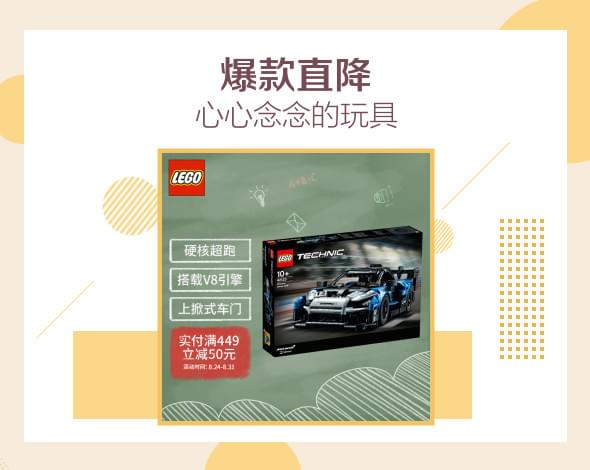 爆款直降
心心念念的玩具
LEGO
A+B=C
硬核超跑
搭载V8引擎
上掀式车门
实付满449
立减50元
活动时间: 8.24-8.31
LEGO TECHNIC
10+